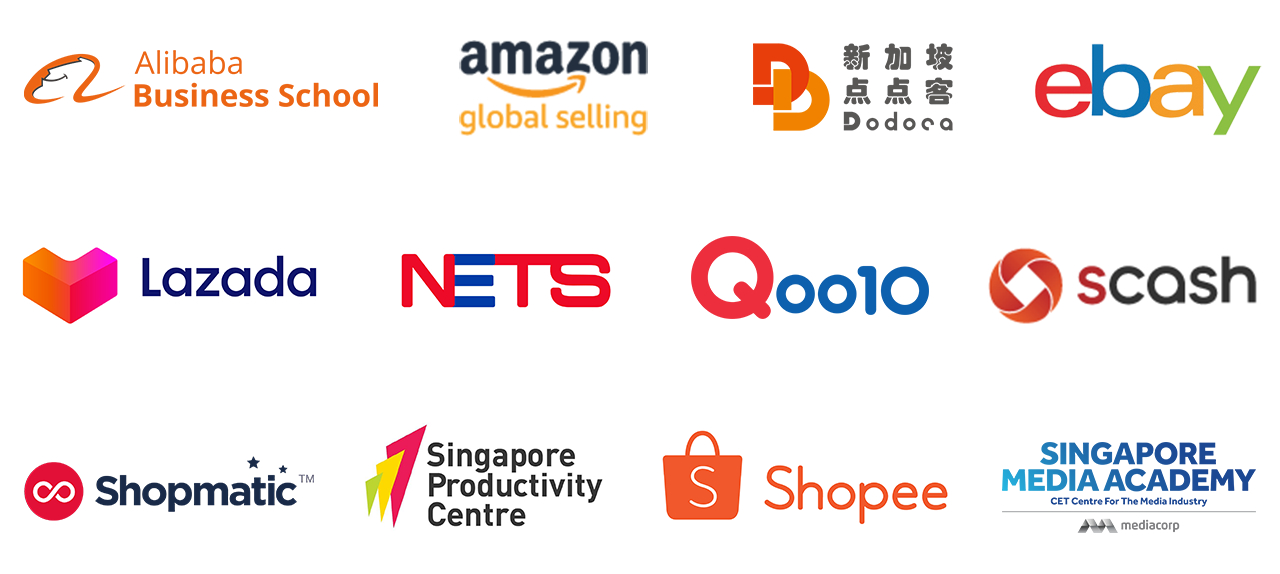 Alibaba
Business School
amazon
global selling
新加坡
点点客
Dodoca
ebay
Lazada
NETS
Qoo10
scash
Shopmatic™
Singapore
Productivity
Centre
S
Shopee
SINGAPORE
MEDIA ACADEMY
CET Centre For The Media Industry
mediacorp